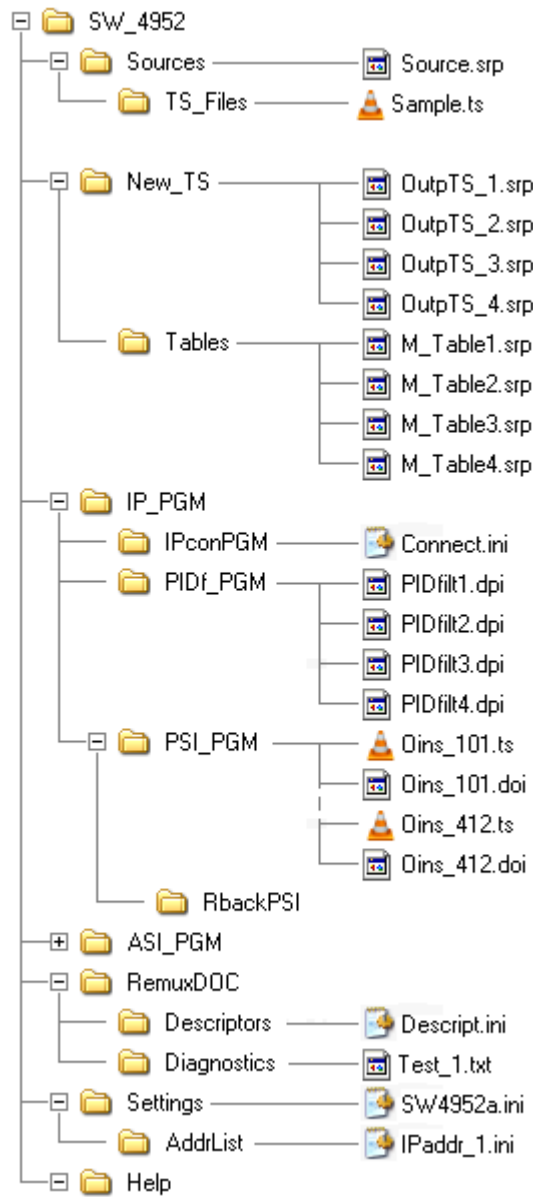 SW_4952
Sources Source.srp
TS_Files Sample.ts
New_TS OutpTS_1.srp
OutpTS_2.srp
OutpTS_3.srp
OutpTS_4.srp
Tables M_Table1.srp
M_Table2.srp
M_Table3.srp
M_Table4.srp
IP_PGM
IPconPGM Connect.ini
PIDf_PGM PIDfilt1.dpi
PIDfilt2.dpi
PIDfilt3.dpi
PIDfilt4.dpi
PSI_PGM Oins_101.ts
Oins_101.doi
Oins_412.ts
Oins_412.doi
RbackPSI
ASI_PGM
RemuxDOC
Descriptors Descript.ini
Diagnostics Test_1.txt
Settings SW4952a.ini
AddrList IPaddr_1.ini
Help